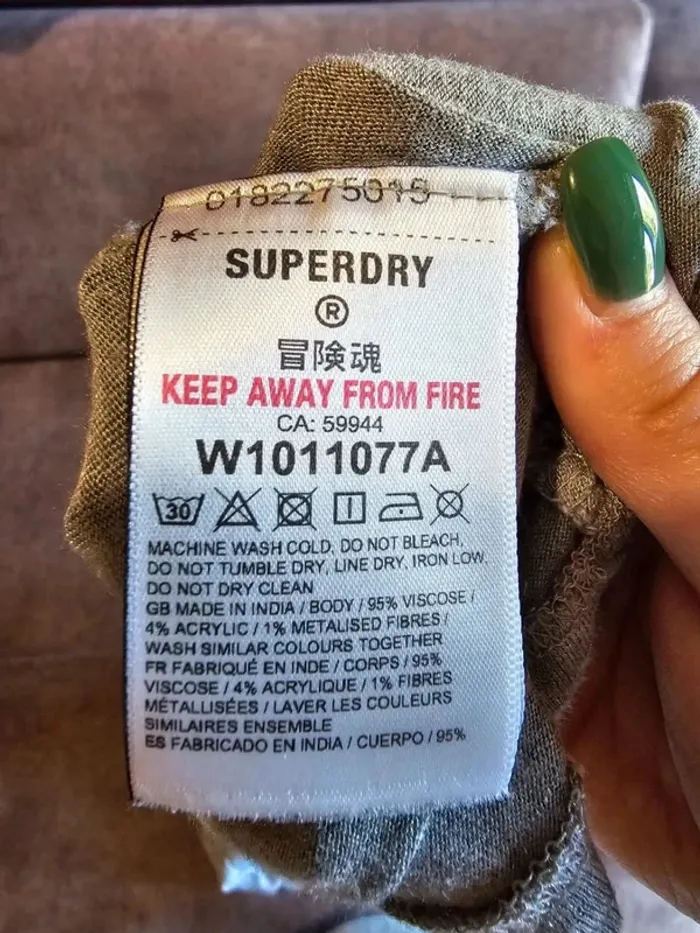 0182275015
SUPERDRY
®
冒険魂
KEEP AWAY FROM FIRE
CA: 59944
W1011077A
30
MACHINE WASH COLD, DO NOT BLEACH,
DO NOT TUMBLE DRY, LINE DRY, IRON LOW,
DO NOT DRY CLEAN
GB MADE IN INDIA / BODY / 95% VISCOSE /
4% ACRYLIC / 1% METALISED FIBRES /
WASH SIMILAR COLOURS TOGETHER
FR FABRIQUÉ EN INDE / CORPS / 95%
VISCOSE / 4% ACRYLIQUE / 1% FIBRES
MÉTALLISÉES / LAVER LES COULEURS
SIMILAIRES ENSEMBLE
ES FABRICADO EN INDIA / CUERPO / 95%